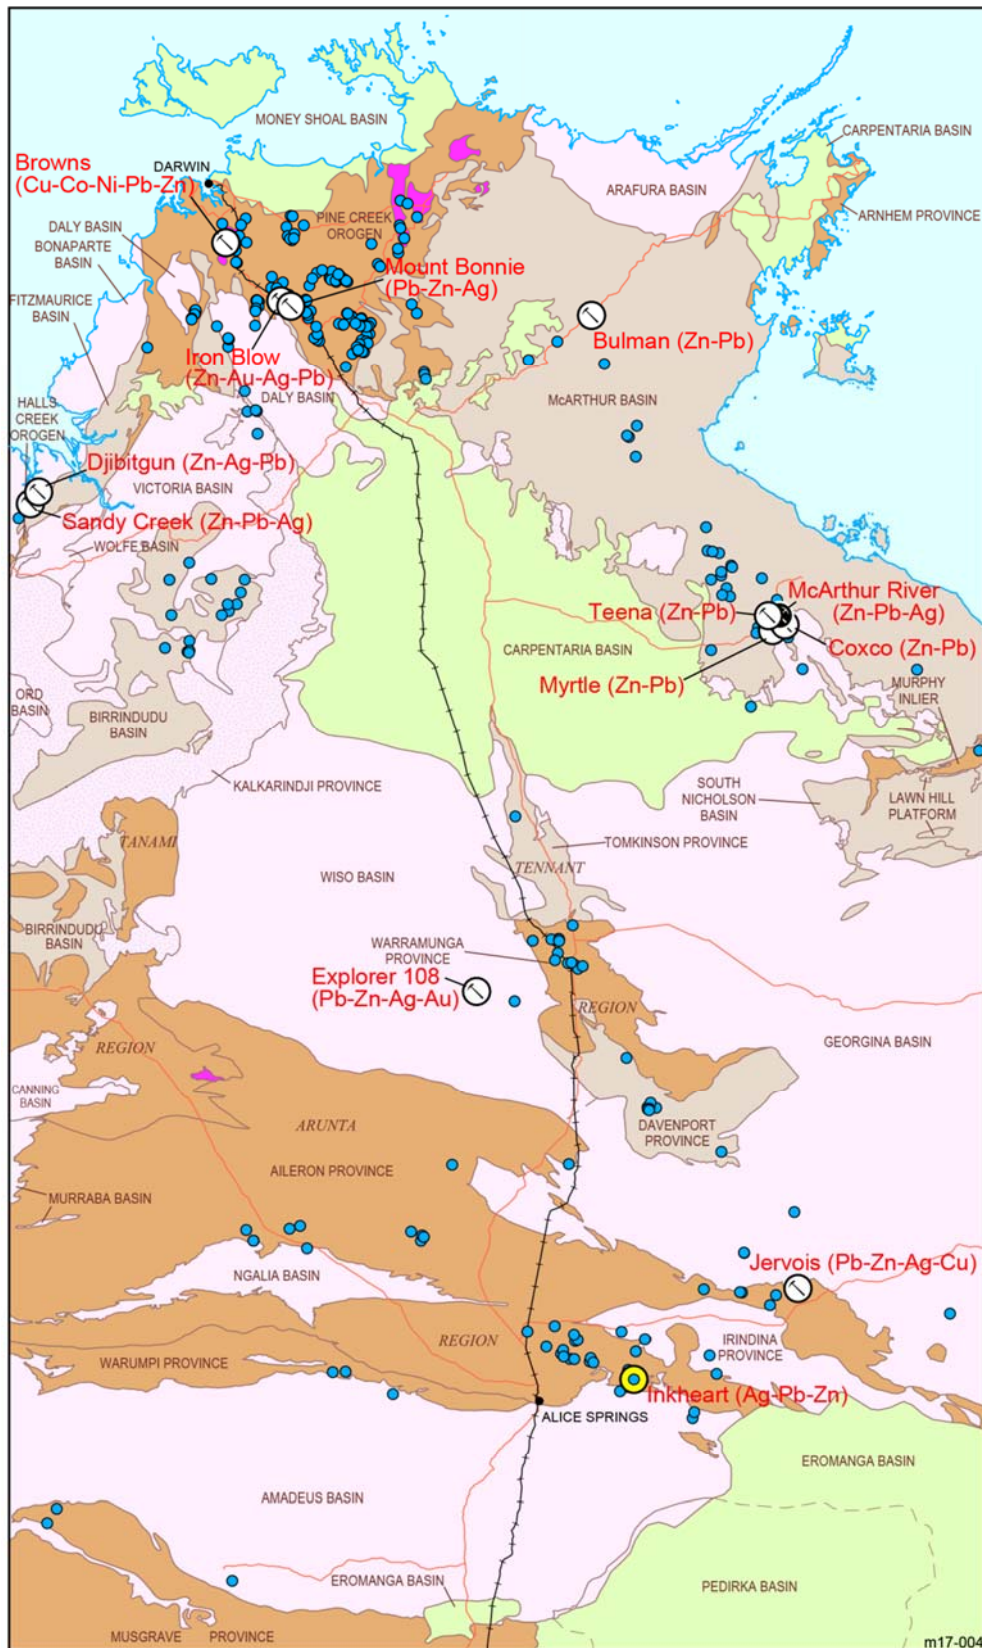 MONEY SHOAL BASIN
CARPENTARIA BASIN
Browns
(Cu-Co-Ni-Pb-Zn)
DARWIN
ARAFURA BASIN
ARNHEM PROVINCE
PINE CREEK
OROGEN
DALY BASIN
BONAPARTE
BASIN
FITZMAURICE
BASIN
Mount Bonnie
(Pb-Zn-Ag)
Bulman (Zn-Pb)
Iron Blow
(Zn-Au-Ag-Pb)
DALY BASIN
McARTHUR BASIN
HALLS
CREEK
OROGEN
Djibitgun (Zn-Ag-Pb)
VICTORIA BASIN
Sandy Creek (Zn-Pb-Ag)
WOLFE BASIN
McArthur River
(Zn-Pb-Ag)
Teena (Zn-Pb)
Coxco (Zn-Pb)
CARPENTARIA BASIN
Myrtle (Zn-Pb)
MURPHY
INLIER
ORD
BASIN
BIRRINDUDU
BASIN
KALKARINDJI PROVINCE
SOUTH
NICHOLSON
BASIN
LAWN HILL
PLATFORM
TANAMI
TOMKINSON PROVINCE
TENNANT
WISO BASIN
BIRRINDUDU
BASIN
WARRAMUNGA
PROVINCE
Explorer 108
(Pb-Zn-Ag-Au)
REGION
REGION
GEORGINA BASIN
CANNING
BASIN
ARUNTA
DAVENPORT
PROVINCE
AILERON PROVINCE
MURRABA BASIN
Jervois (Pb-Zn-Ag-Cu)
NGALIA BASIN
REGION
IRINDINA
PROVINCE
WARUMPI PROVINCE
Inkheart (Ag-Pb-Zn)
ALICE SPRINGS
EROMANGA BASIN
AMADEUS BASIN
EROMANGA BASIN
PEDIRKA BASIN
MUSGRAVE PROVINCE
m17-004